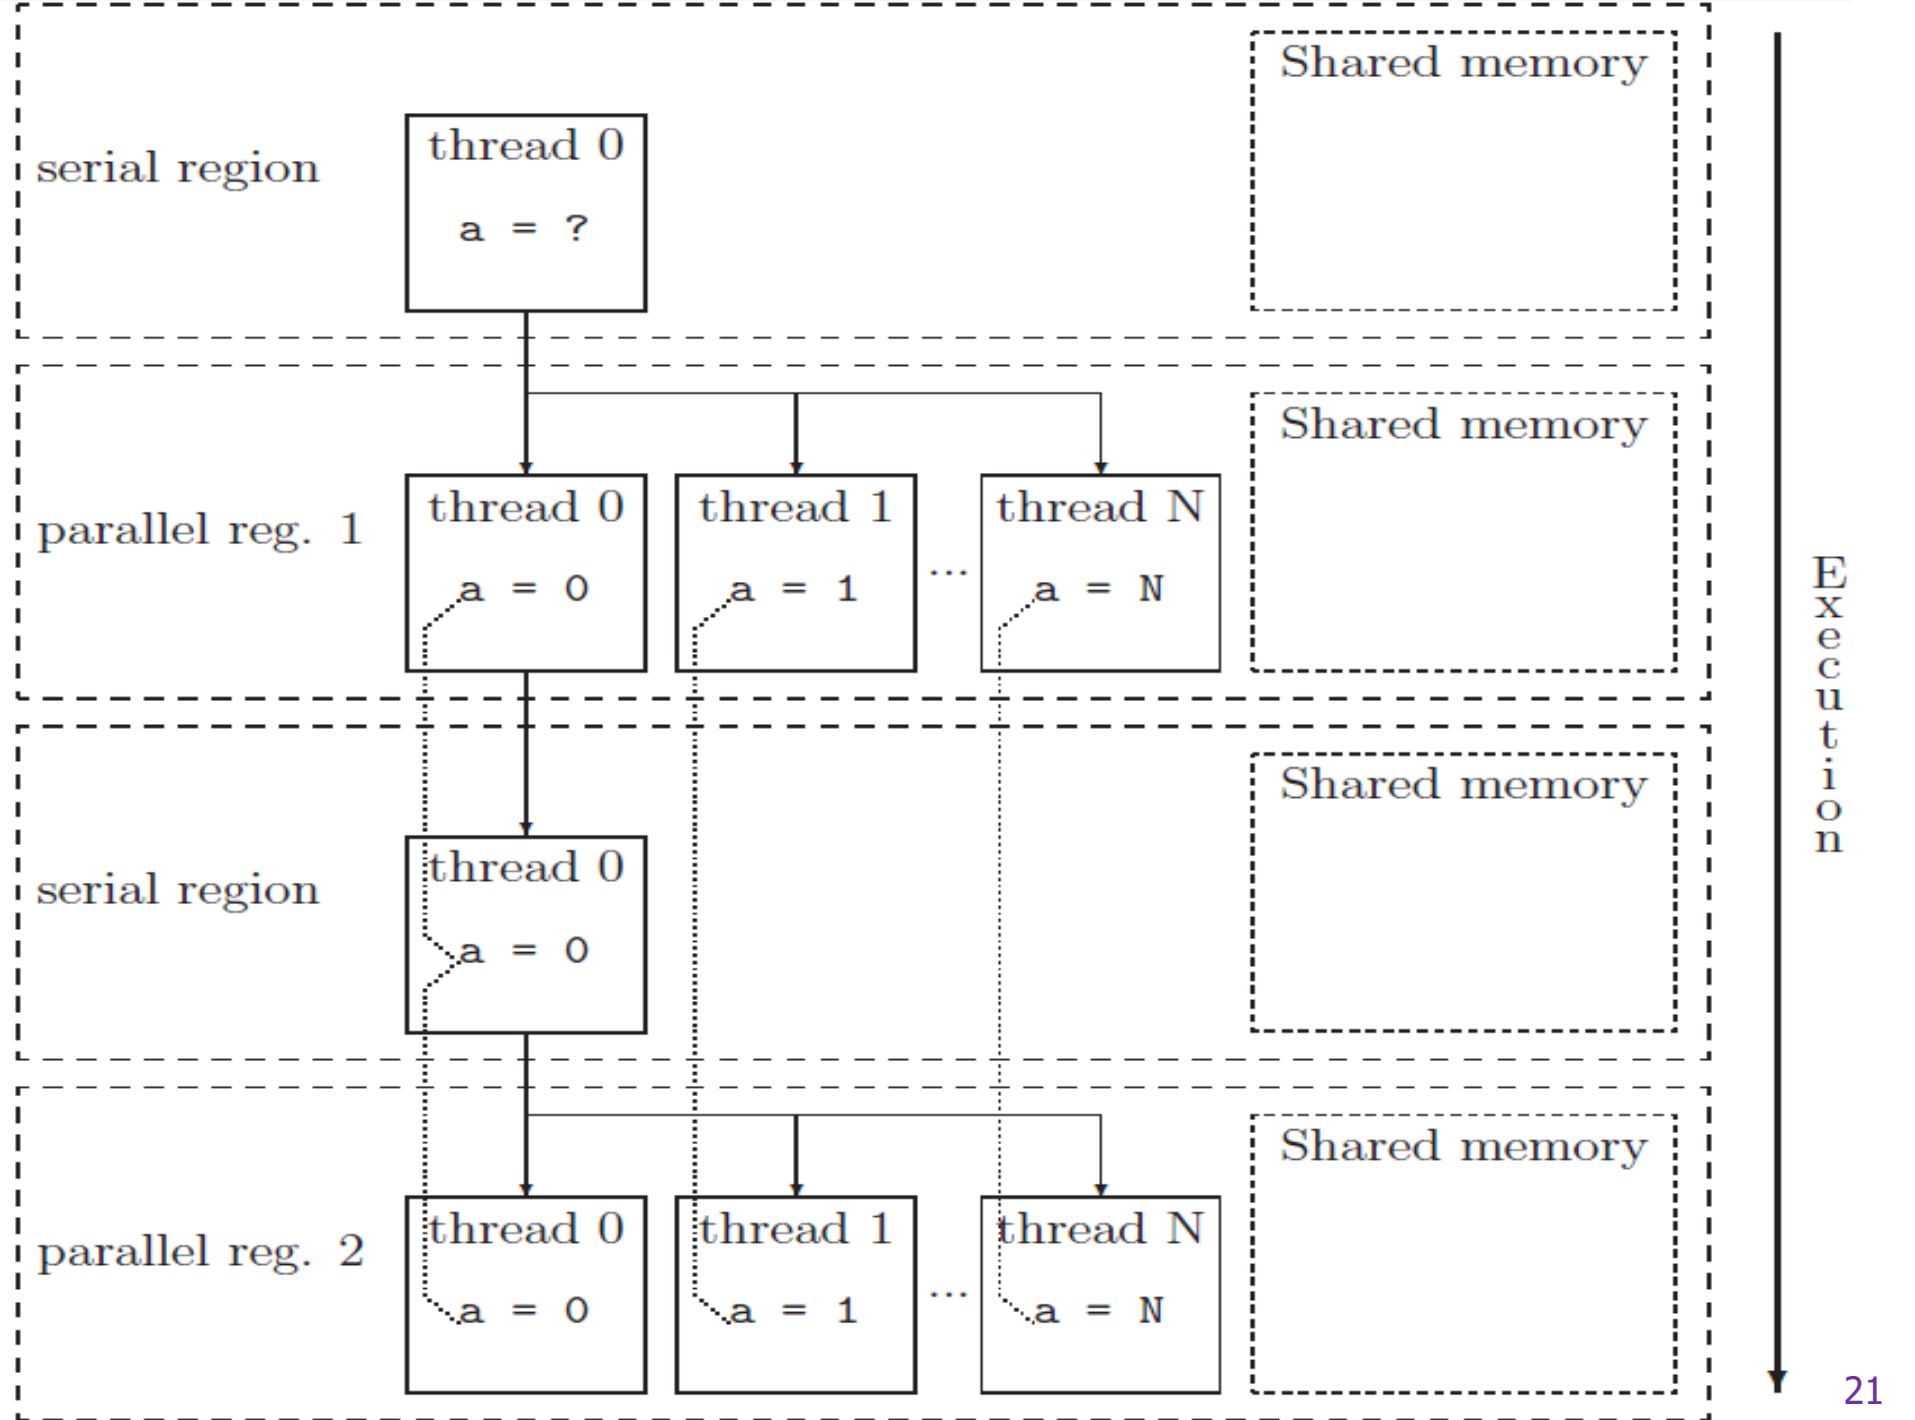 Shared memory
thread 0
serial region
a = ?
Shared memory
thread 0 thread 1 thread N
parallel reg. 1
a = 0 a = 1 ... a = N
Execution
Shared memory
thread 0
serial region
a = 0
Shared memory
thread 0 thread 1 thread N
parallel reg. 2
a = 0 a = 1 ... a = N
21